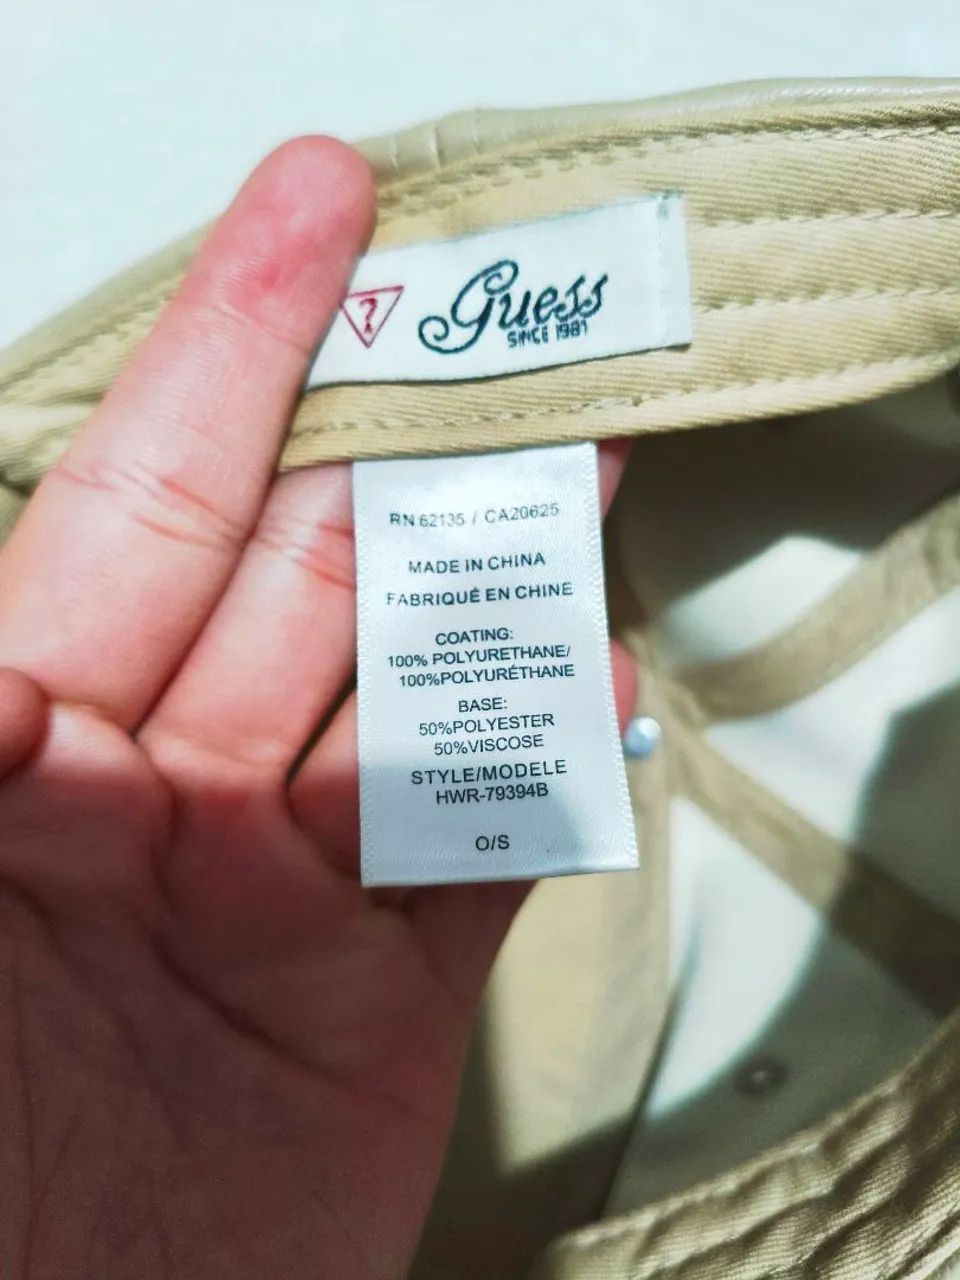 ?
Guess
SINCE 1981
RN 62135 / CA20625
MADE IN CHINA
FABRIQUÉ EN CHINE
COATING:
100% POLYURETHANE/
100%POLYURÉTHANE
BASE:
50%POLYESTER
50%VISCOSE
STYLE/MODELE
HWR-79394B
O/S